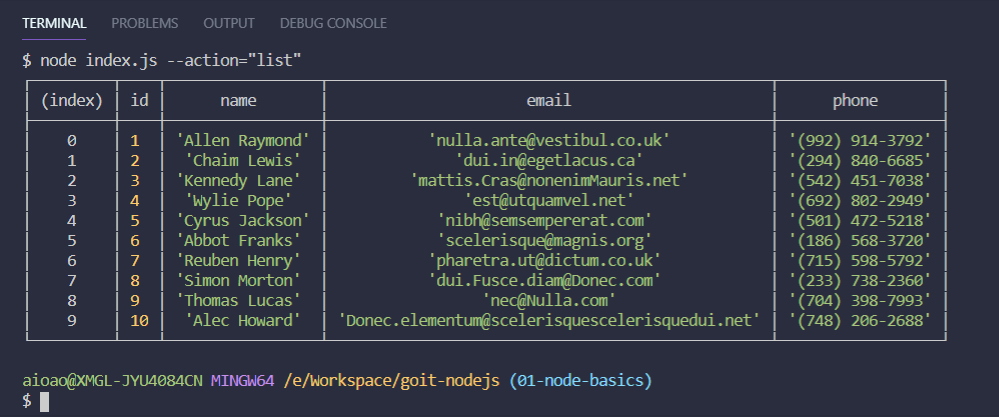 TERMINAL PROBLEMS OUTPUT DEBUG CONSOLE
$ node index.js --action="list"
(index) id name email phone
0 1 'Allen Raymond' 'nulla.ante@vestibul.co.uk' '(992) 914-3792'
1 2 'Chaim Lewis' 'dui.in@egetlacus.ca' '(294) 840-6685'
2 3 'Kennedy Lane' 'mattis.Cras@nonenimMauris.net' '(542) 451-7038'
3 4 'Wylie Pope' 'est@utquamvel.net' '(692) 802-2949'
4 5 'Cyrus Jackson' 'nibh@semsempererat.com' '(501) 472-5218'
5 6 'Abbot Franks' 'scelerisque@magnis.org' '(186) 568-3720'
6 7 'Reuben Henry' 'pharetra.ut@dictum.co.uk' '(715) 598-5792'
7 8 'Simon Morton' 'dui.Fusce.diam@Donec.com' '(233) 738-2360'
8 9 'Thomas Lucas' 'nec@Nulla.com' '(704) 398-7993'
9 10 'Alec Howard' 'Donec.elementum@scelerisquescelerisquedui.net' '(748) 206-2688'
aioao@XMGL-JYU4084CN MINGW64 /e/Workspace/goit-nodejs (01-node-basics)
$